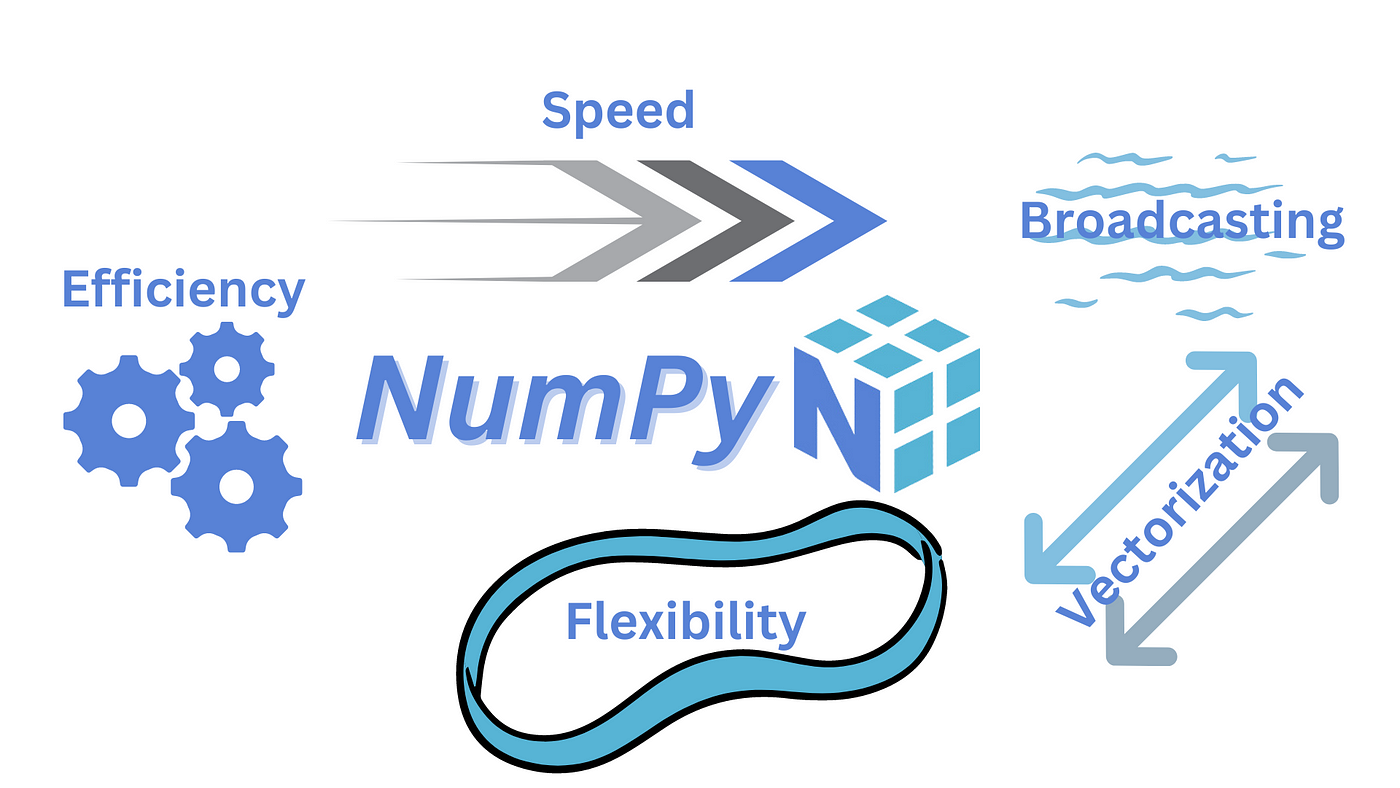 Speed
Broadcasting
Efficiency
NumPy
N
Vectorization
Flexibility